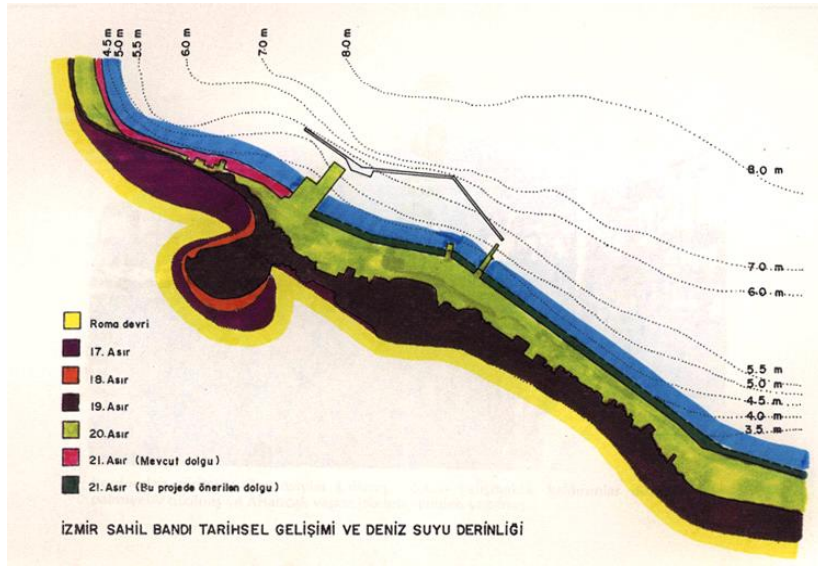 4.5 m
5.0 m
5.5 m
6.0 m
7.0 m
8.0 m
8.0 m
7.0 m
6.0 m
5.5 m
5.0 m
4.5 m
4.0 m
3.5 m
Roma devri
17. Asır
18. Asır
19. Asır
20. Asır
21. Asır (Mevcut dolgu)
21. Asır (Bu projede önerilen dolgu)
İZMİR SAHİL BANDI TARİHSEL GELİŞİMİ VE DENİZ SUYU DERİNLİĞİ